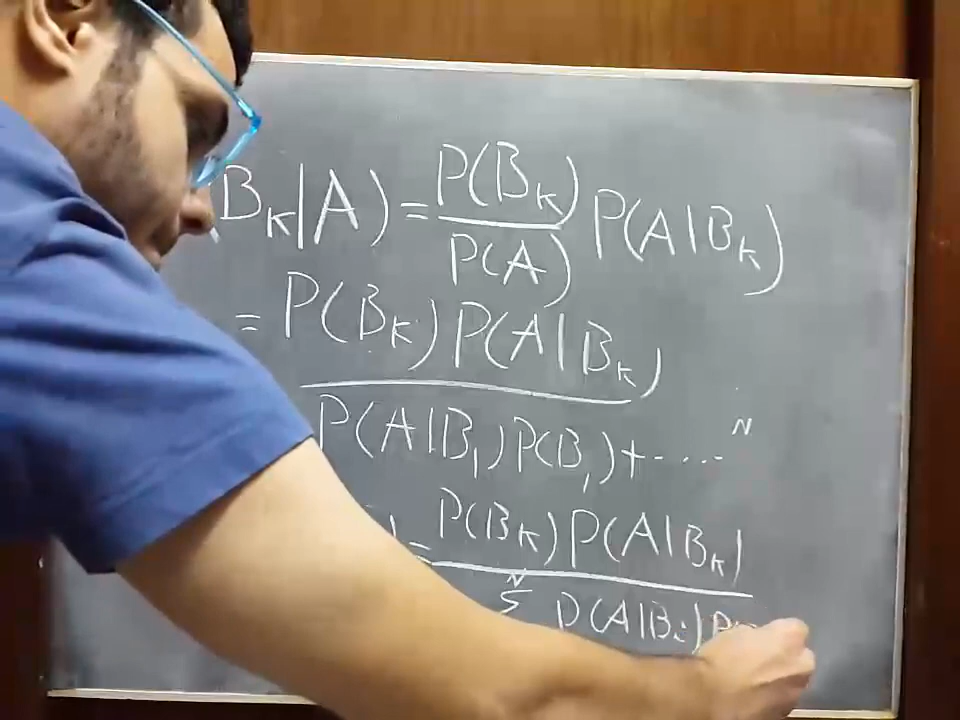 B_K|A) = P(B_K)/P(A) P(A|B_K)
= P(B_K) P(A|B_K)
P(A|B_1)P(B_1)+.... N
= P(B_K) P(A|B_K)
N Σ P(A|B_i) P